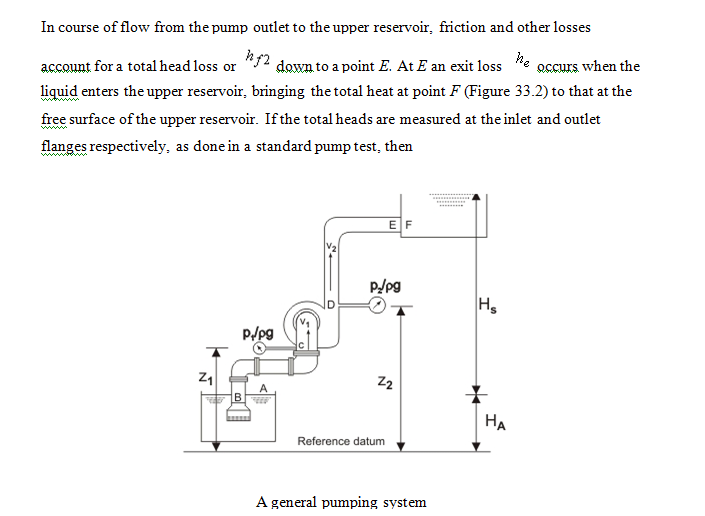 In course of flow from the pump outlet to the upper reservoir, friction and other losses
account for a total head loss or hf2 down to a point E. At E an exit loss he occurs when the
liquid enters the upper reservoir, bringing the total heat at point F (Figure 33.2) to that at the
free surface of the upper reservoir. If the total heads are measured at the inlet and outlet
flanges respectively, as done in a standard pump test, then
E F
V2
P2/ρg
D
Hs
V1
P1/ρg
C
Z1
Z2
A
B
HA
Reference datum
A general pumping system